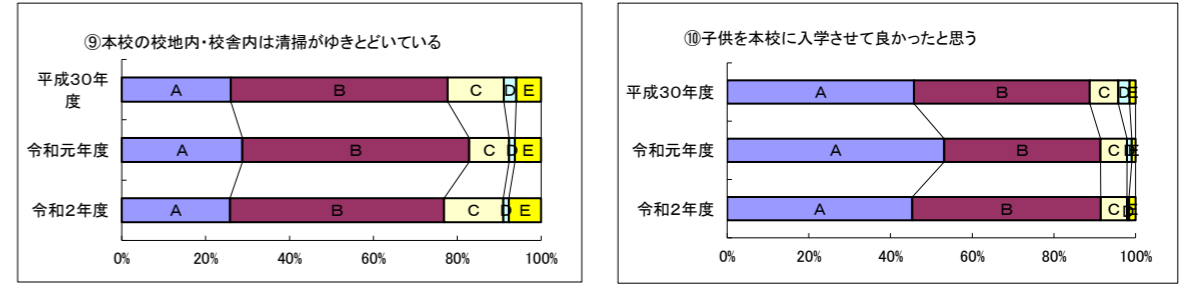 ⑨本校の校地内・校舎内は清掃がゆきとどいている
平成30年
度
A B C D E
令和元年度
A B C D E
令和2年度
A B C D E
0% 20% 40% 60% 80% 100%
⑩子供を本校に入学させて良かったと思う
平成30年度
A B C D E
令和元年度
A B C D E
令和2年度
A B C D E
0% 20% 40% 60% 80% 100%